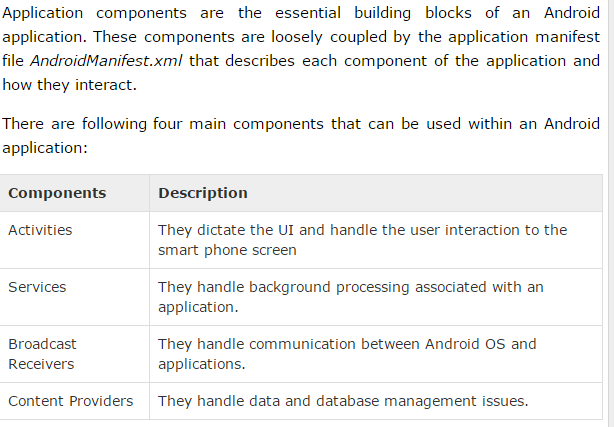 Application components are the essential building blocks of an Android
application. These components are loosely coupled by the application manifest
file AndroidManifest.xml that describes each component of the application and
how they interact.
There are following four main components that can be used within an Android
application:
Components Description
Activities They dictate the UI and handle the user interaction to the
smart phone screen
Services They handle background processing associated with an
application.
Broadcast They handle communication between Android OS and
Receivers applications.
Content Providers They handle data and database management issues.